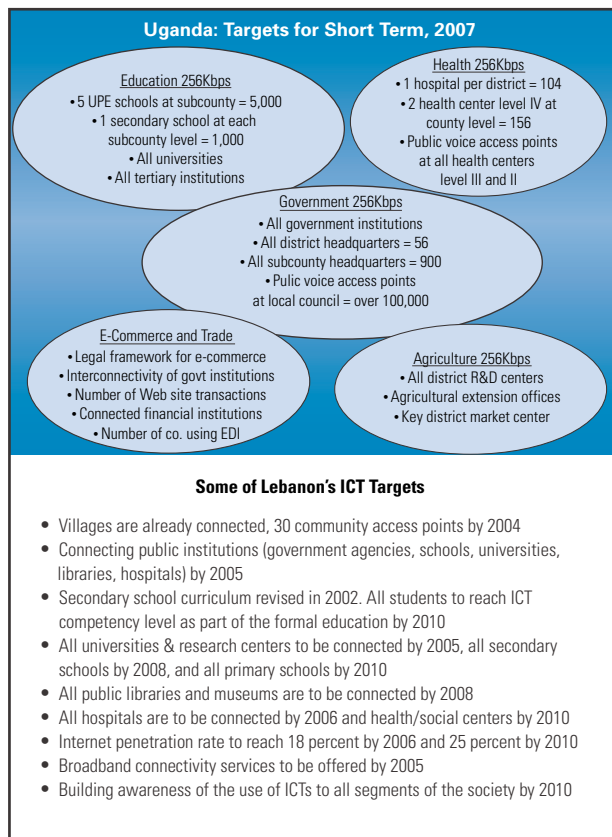 Uganda: Targets for Short Term, 2007
Education 256Kbps
• 5 UPE schools at subcounty = 5,000
• 1 secondary school at each
subcounty level = 1,000
• All universities
• All tertiary institutions
Health 256Kbps
• 1 hospital per district = 104
• 2 health center level IV at
county level = 156
• Public voice access points
at all health centers
level III and II
Government 256Kbps
• All government institutions
• All district headquarters = 56
• All subcounty headquarters = 900
• Pulic voice access points
at local council = over 100,000
E-Commerce and Trade
• Legal framework for e-commerce
• Interconnectivity of govt institutions
• Number of Web site transactions
• Connected financial institutions
• Number of co. using EDI
Agriculture 256Kbps
• All district R&D centers
• Agricultural extension offices
• Key district market center
Some of Lebanon's ICT Targets
• Villages are already connected, 30 community access points by 2004
• Connecting public institutions (government agencies, schools, universities,
libraries, hospitals) by 2005
• Secondary school curriculum revised in 2002. All students to reach ICT
competency level as part of the formal education by 2010
• All universities & research centers to be connected by 2005, all secondary
schools by 2008, and all primary schools by 2010
• All public libraries and museums are to be connected by 2008
• All hospitals are to be connected by 2006 and health/social centers by 2010
• Internet penetration rate to reach 18 percent by 2006 and 25 percent by 2010
• Broadband connectivity services to be offered by 2005
• Building awareness of the use of ICTs to all segments of the society by 2010